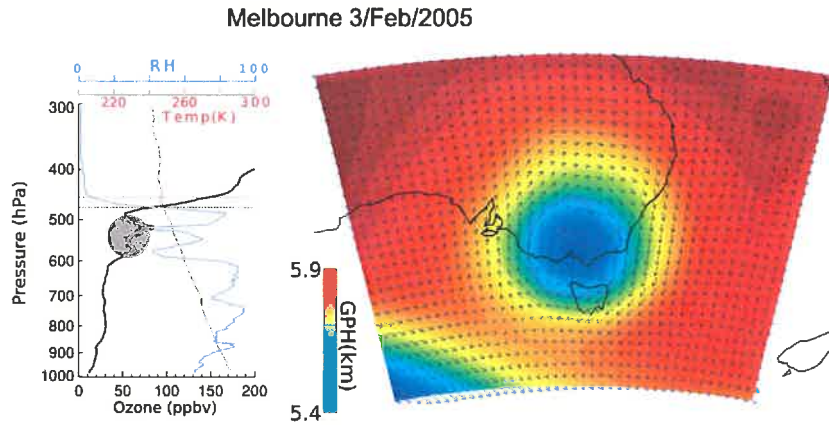 Melbourne 3/Feb/2005
0 RH 100
220 260 300
Temp(K)
300
400
500
600
700
800
900
1000
Pressure (hPa)
0 50 100 150 200
Ozone (ppbv)
5.9
GPH(km)
5.4